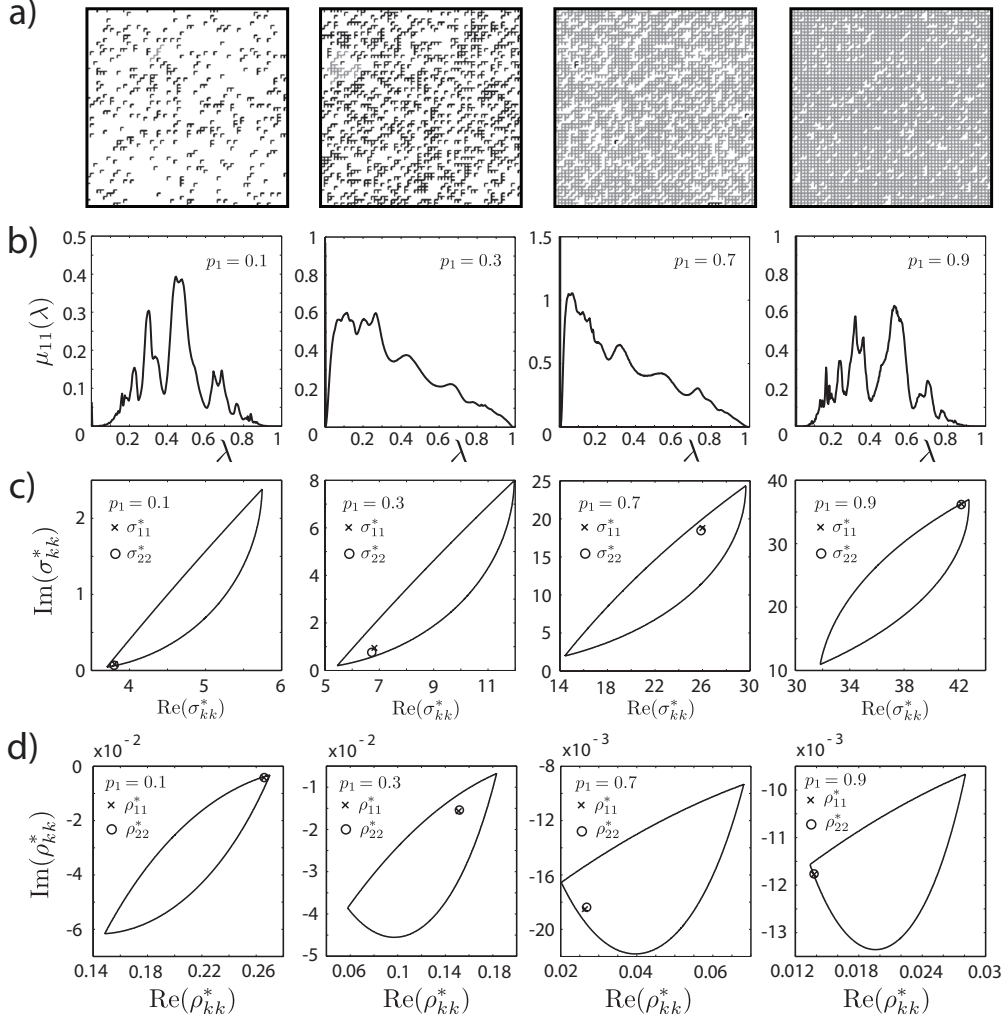 a)
b)
μ₁₁(λ)
0.5
0.4
0.3
0.2
0.1
0
0.2 0.4 0.6 0.8 1
λ
p₁ = 0.1
1
0.8
0.6
0.4
0.2
0
0 0.2 0.4 0.6 0.8 1
λ
p₁ = 0.3
1.5
1
0.5
0
0.2 0.4 0.6 0.8 1
λ
p₁ = 0.7
1
0.8
0.6
0.4
0.2
0
0.2 0.4 0.6 0.8 1
λ
p₁ = 0.9
c)
Im(σ*ₖₖ)
2
1
0
4 5 6
Re(σ*ₖₖ)
p₁ = 0.1
× σ*₁₁
○ σ*₂₂
8
6
4
2
0
5 7 9 11
Re(σ*ₖₖ)
p₁ = 0.3
× σ*₁₁
○ σ*₂₂
25
20
15
10
5
0
14 18 22 26 30
Re(σ*ₖₖ)
p₁ = 0.7
× σ*₁₁
○ σ*₂₂
40
30
20
10
30 34 38 42
Re(σ*ₖₖ)
p₁ = 0.9
× σ*₁₁
○ σ*₂₂
d)
Im(ρ*ₖₖ)
x10⁻²
0
-2
-4
-6
0.14 0.18 0.22 0.26
Re(ρ*ₖₖ)
p₁ = 0.1
× ρ*₁₁
○ ρ*₂₂
x10⁻²
-1
-2
-3
-4
-5
0.06 0.1 0.14 0.18
Re(ρ*ₖₖ)
p₁ = 0.3
× ρ*₁₁
○ ρ*₂₂
x10⁻³
-8
-12
-16
-20
0.02 0.04 0.06
Re(ρ*ₖₖ)
p₁ = 0.7
× ρ*₁₁
○ ρ*₂₂
x10⁻³
-10
-11
-12
-13
0.012 0.018 0.024 0.03
Re(ρ*ₖₖ)
p₁ = 0.9
× ρ*₁₁
○ ρ*₂₂